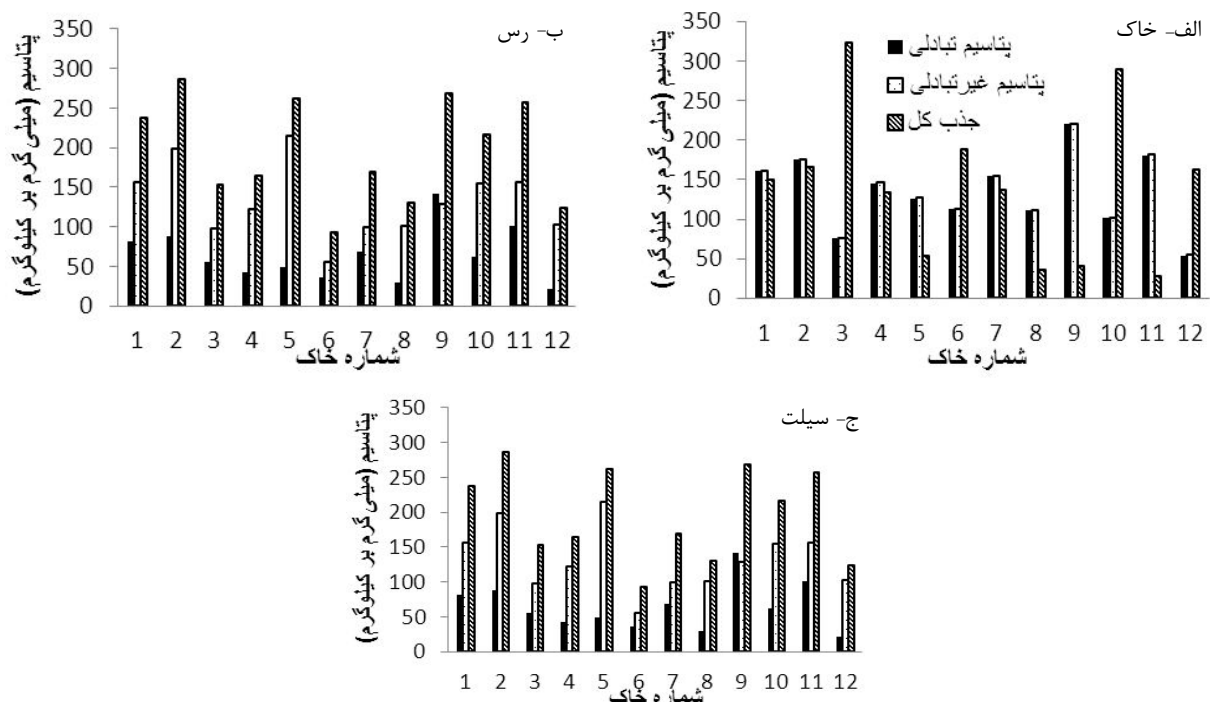 الف- خاک
پتاسیم (میلی گرم بر کیلوگرم)
350
300
250
200
150
100
50
0
پتاسیم تبادلی
پتاسیم غیرتبادلی
جذب کل
1 2 3 4 5 6 7 8 9 10 11 12
شماره خاک
ب- رس
پتاسیم (میلی گرم بر کیلوگرم)
350
300
250
200
150
100
50
0
1 2 3 4 5 6 7 8 9 10 11 12
شماره خاک
ج- سیلت
پتاسیم (میلی گرم بر کیلوگرم)
350
300
250
200
150
100
50
0
1 2 3 4 5 6 7 8 9 10 11 12
شماره خاک